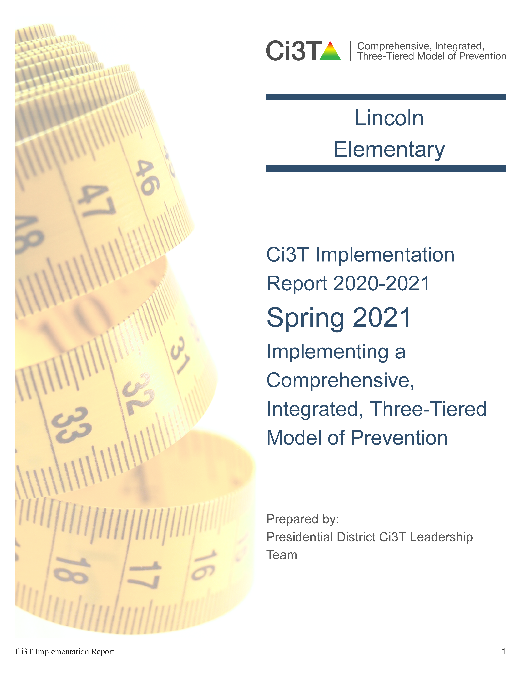 Ci3T
Comprehensive, Integrated,
Three-Tiered Model of Prevention
Lincoln
Elementary
Ci3T Implementation
Report 2020-2021
Spring 2021
Implementing a
Comprehensive,
Integrated, Three-Tiered
Model of Prevention
Prepared by:
Presidential District Ci3T Leadership
Team
46
47
48
31
32
33
16
17
18
Ci3T Implementation Report
1